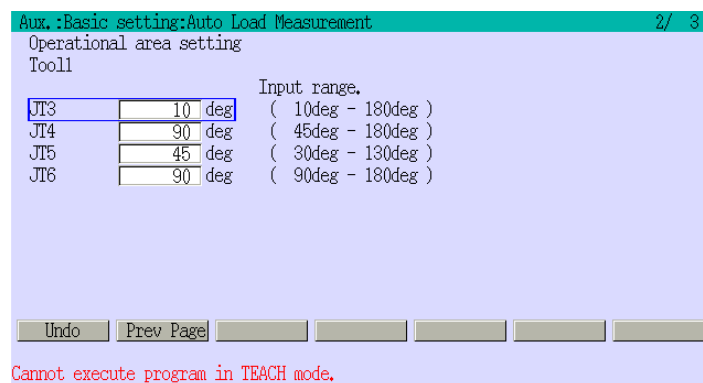 Aux.:Basic setting:Auto Load Measurement 2/ 3
Operational area setting
Tool1
Input range.
JT3 10 deg ( 10deg - 180deg )
JT4 90 deg ( 45deg - 180deg )
JT5 45 deg ( 30deg - 130deg )
JT6 90 deg ( 90deg - 180deg )
Undo Prev Page
Cannot execute program in TEACH mode.